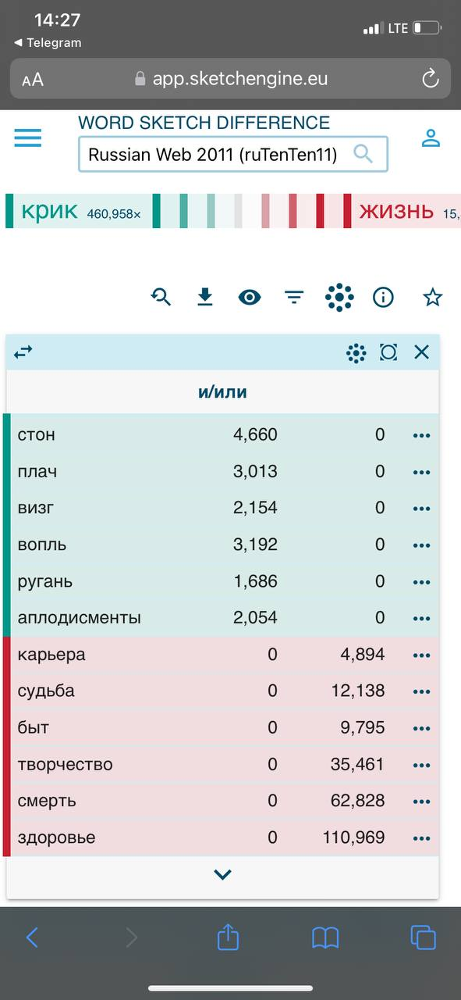 14:27
◀ Telegram
LTE
AA app.sketchengine.eu
WORD SKETCH DIFFERENCE
Russian Web 2011 (ruTenTen11)
крик 460,958× жизнь 15,
и/или
стон 4,660 0
плач 3,013 0
визг 2,154 0
вопль 3,192 0
ругань 1,686 0
аплодисменты 2,054 0
карьера 0 4,894
судьба 0 12,138
быт 0 9,795
творчество 0 35,461
смерть 0 62,828
здоровье 0 110,969